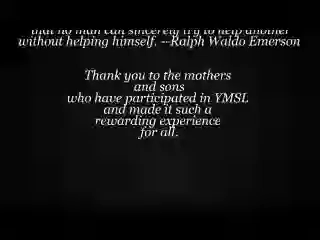 that no man can sincerely try to help another
without helping himself. --Ralph Waldo Emerson
Thank you to the mothers
and sons
who have participated in YMSL
and made it such a
rewarding experience
for all.